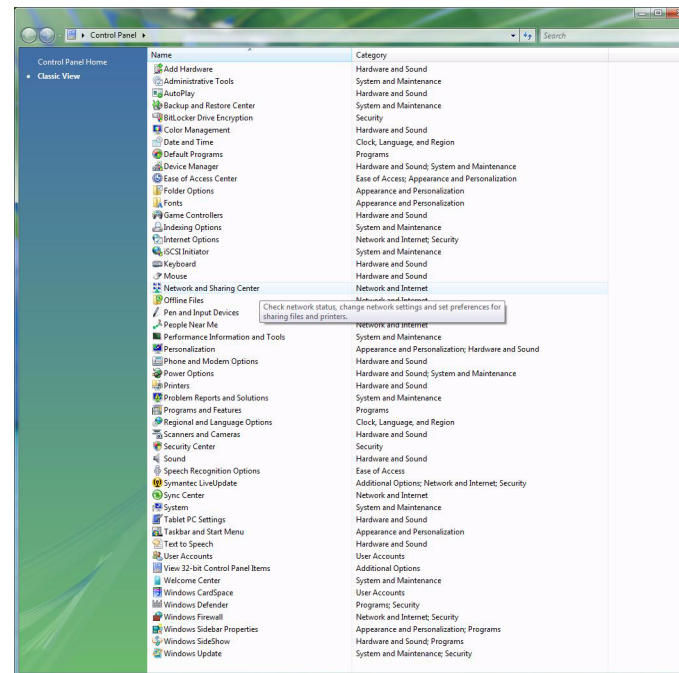 Control Panel
Search
Control Panel Home
Classic View
Name Category
Add Hardware Hardware and Sound
Administrative Tools System and Maintenance
AutoPlay Hardware and Sound
Backup and Restore Center System and Maintenance
BitLocker Drive Encryption Security
Color Management Hardware and Sound
Date and Time Clock, Language, and Region
Default Programs Programs
Device Manager Hardware and Sound; System and Maintenance
Ease of Access Center Ease of Access; Appearance and Personalization
Folder Options Appearance and Personalization
Fonts Appearance and Personalization
Game Controllers Hardware and Sound
Indexing Options System and Maintenance
Internet Options Network and Internet; Security
iSCSI Initiator System and Maintenance
Keyboard Hardware and Sound
Mouse Hardware and Sound
Network and Sharing Center Network and Internet
Offline Files Network and Internet
Check network status, change network settings and set preferences for
sharing files and printers.
Pen and Input Devices
People Near Me Network and Internet
Performance Information and Tools System and Maintenance
Personalization Appearance and Personalization; Hardware and Sound
Phone and Modem Options Hardware and Sound
Power Options Hardware and Sound; System and Maintenance
Printers Hardware and Sound
Problem Reports and Solutions System and Maintenance
Programs and Features Programs
Regional and Language Options Clock, Language, and Region
Scanners and Cameras Hardware and Sound
Security Center Security
Sound Hardware and Sound
Speech Recognition Options Ease of Access
Symantec LiveUpdate Additional Options; Network and Internet; Security
Sync Center Network and Internet
System System and Maintenance
Tablet PC Settings Hardware and Sound
Taskbar and Start Menu Appearance and Personalization
Text to Speech Hardware and Sound
User Accounts User Accounts
View 32-bit Control Panel Items Additional Options
Welcome Center System and Maintenance
Windows CardSpace User Accounts
Windows Defender Programs; Security
Windows Firewall Network and Internet; Security
Windows Sidebar Properties Appearance and Personalization; Programs
Windows SideShow Hardware and Sound; Programs
Windows Update System and Maintenance; Security